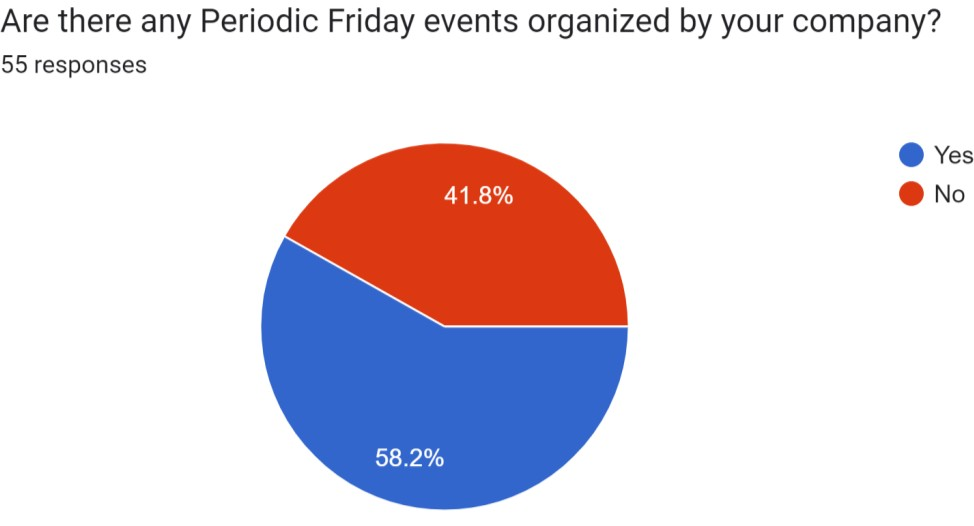 Are there any Periodic Friday events organized by your company?
55 responses
Yes
No
41.8%
58.2%